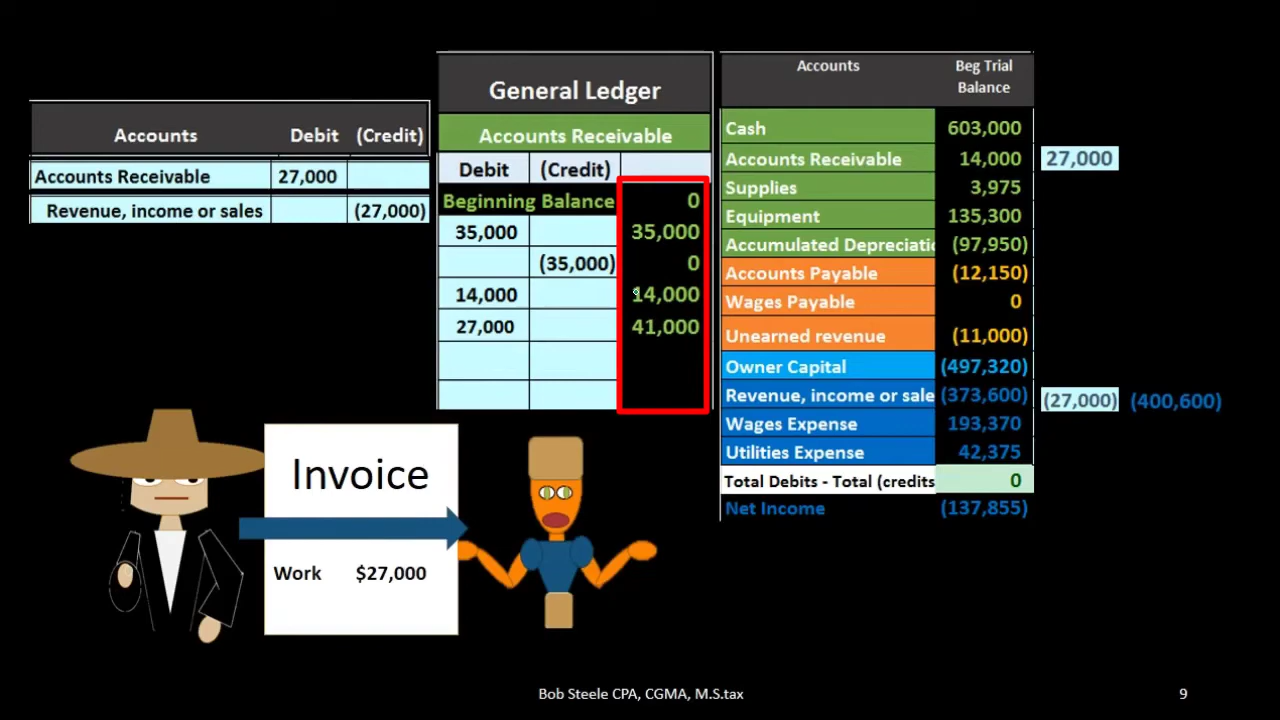 Accounts Debit (Credit)
Accounts Receivable 27,000
Revenue, income or sales (27,000)
General Ledger
Accounts Receivable
Debit (Credit)
Beginning Balance 0
35,000 35,000
(35,000) 0
14,000 14,000
27,000 41,000
Accounts Beg Trial
Balance
Cash 603,000
Accounts Receivable 14,000 27,000
Supplies 3,975
Equipment 135,300
Accumulated Depreciatio (97,950)
Accounts Payable (12,150)
Wages Payable 0
Unearned revenue (11,000)
Owner Capital (497,320)
Revenue, income or sale (373,600) (27,000) (400,600)
Wages Expense 193,370
Utilities Expense 42,375
Total Debits - Total (credits 0
Net Income (137,855)
Invoice
Work $27,000
Bob Steele CPA, CGMA, M.S.tax
9